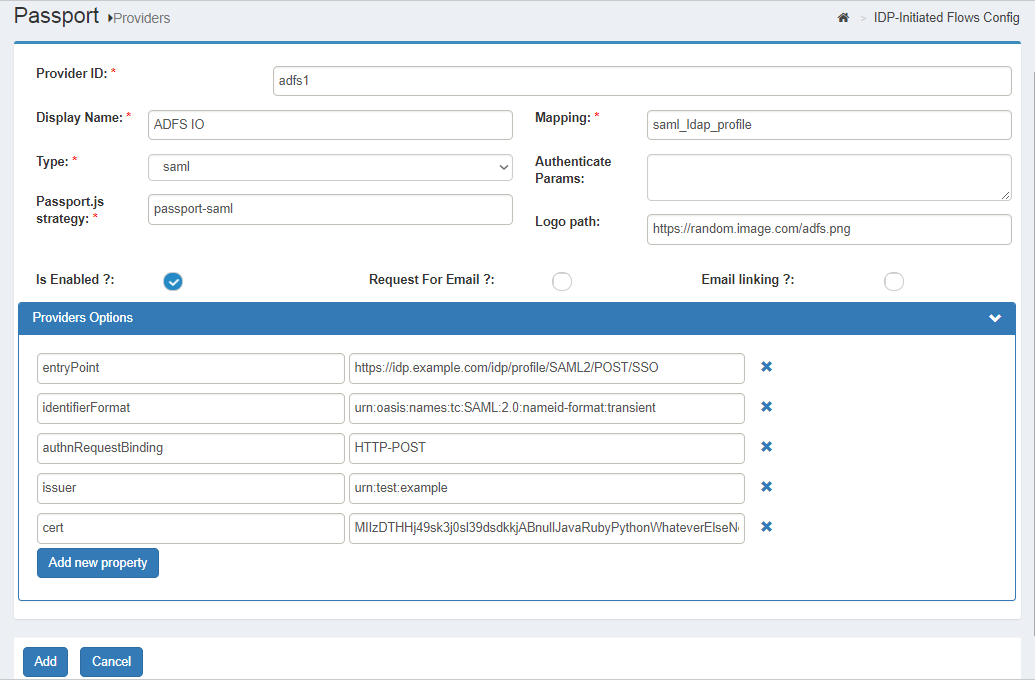 Passport Providers
> IDP-Initiated Flows Config
Provider ID: *
adfs1
Display Name: *
ADFS IO
Mapping: *
saml_ldap_profile
Type: *
saml
Authenticate
Params:
Passport.js
strategy: *
passport-saml
Logo path:
https://random.image.com/adfs.png
Is Enabled ?:
Request For Email ?:
Email linking ?:
Providers Options
entryPoint
https://idp.example.com/idp/profile/SAML2/POST/SSO
identifierFormat
urn:oasis:names:tc:SAML:2.0:nameid-format:transient
authnRequestBinding
HTTP-POST
issuer
urn:test:example
cert
Add new property
Add
Cancel